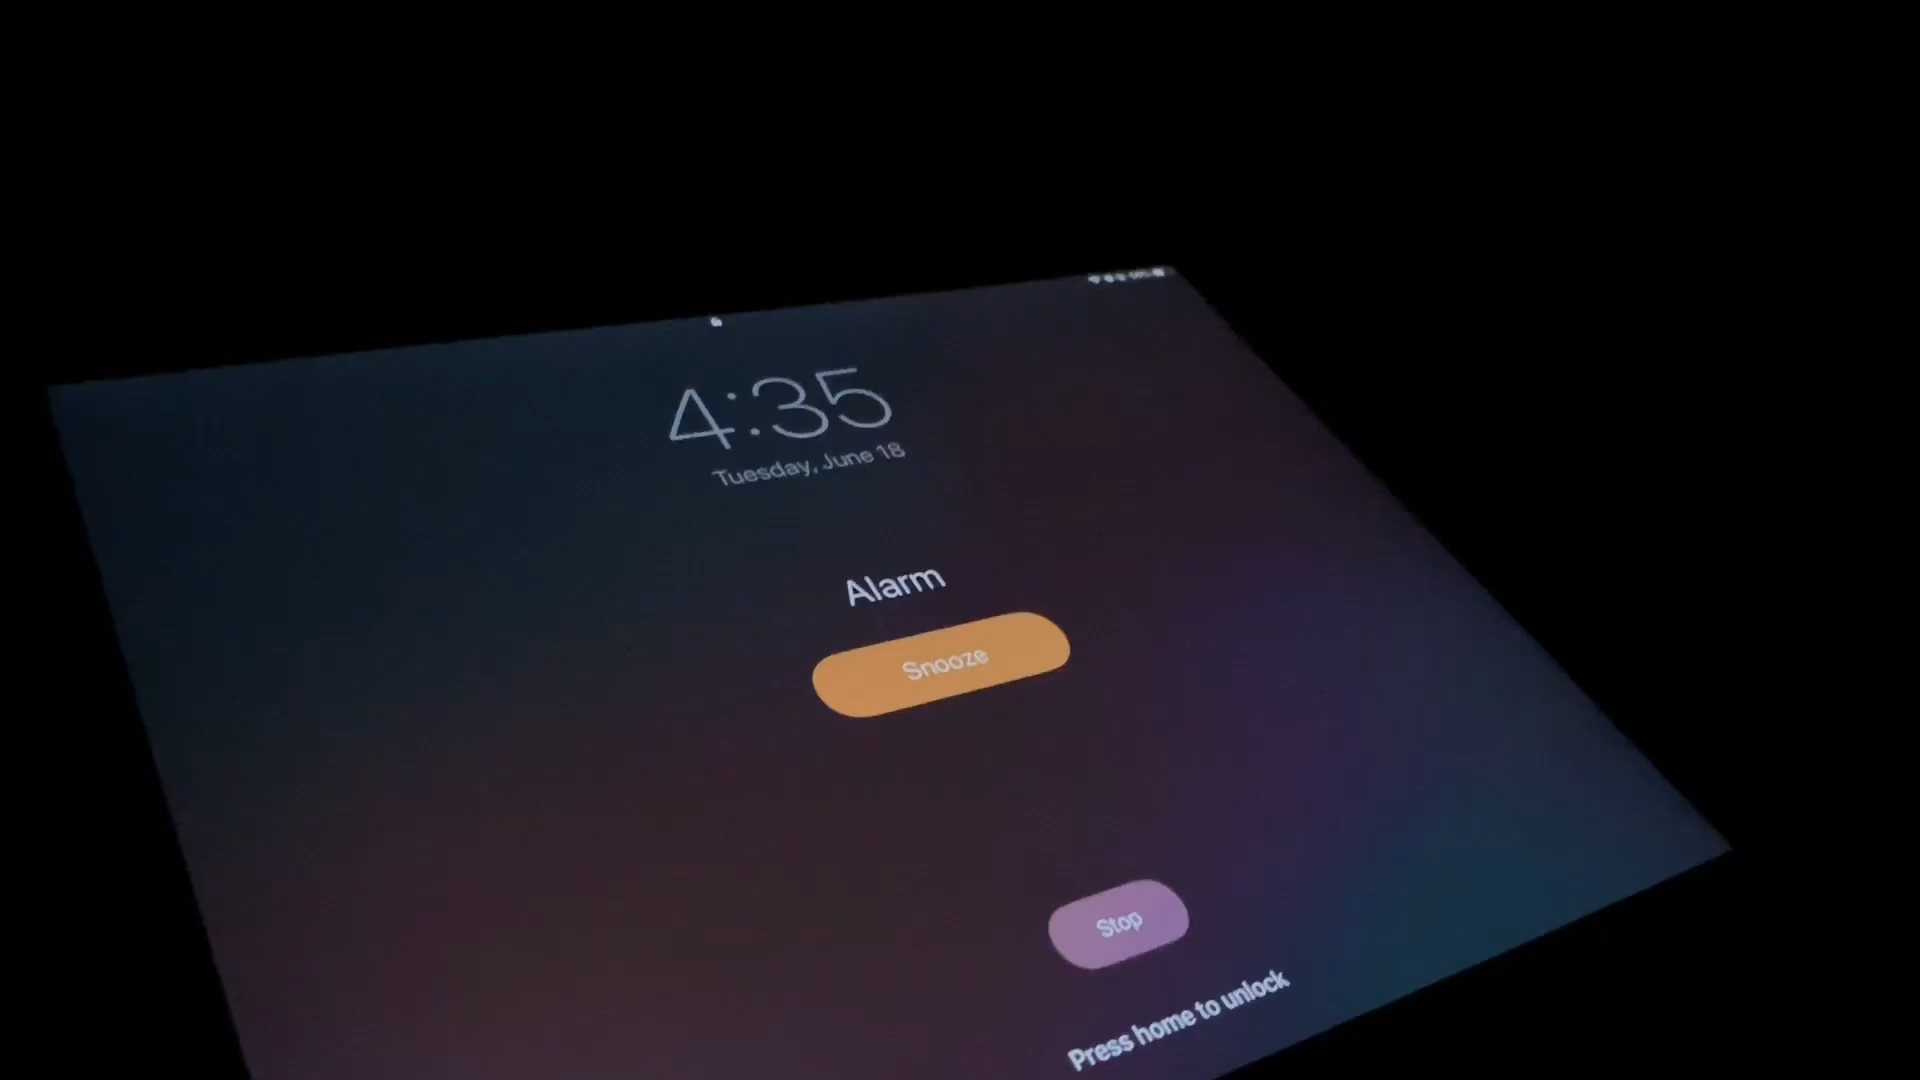 4:35
Tuesday, June 18
Alarm
Snooze
Stop
Press home to unlock